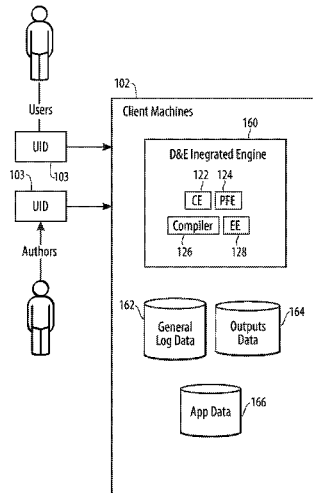 Users
UID
103
103
UID
Authors
102
Client Machines
160
D&E Inegrated Engine
122 124
CE PFE
Compiler EE
126 128
162
General
Log Data
Outputs
Data
164
App Data
166